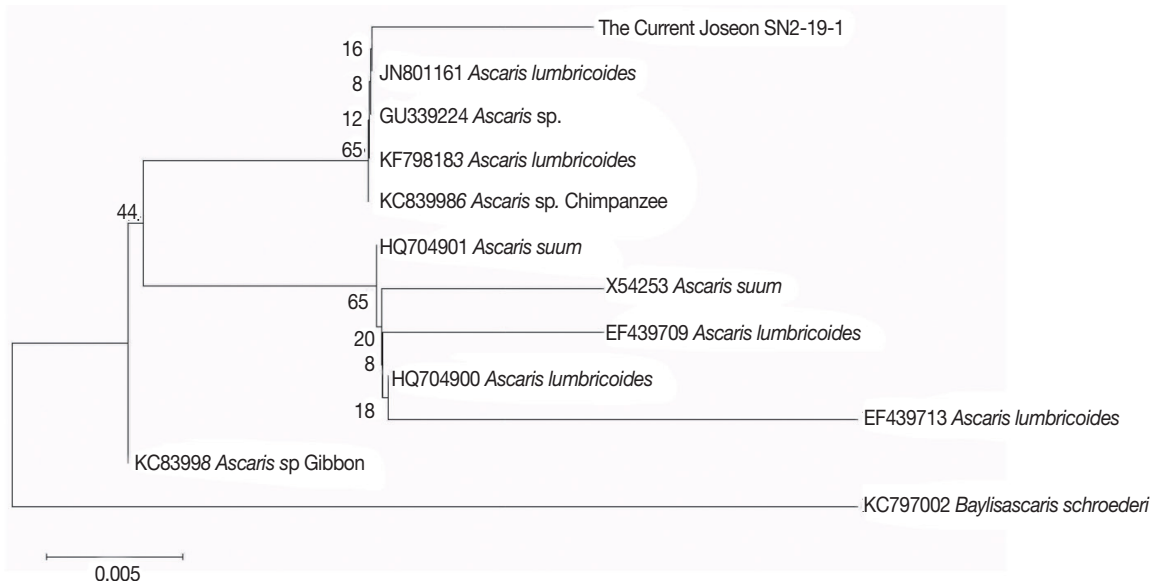 The Current Joseon SN2-19-1
16
JN801161 Ascaris lumbricoides
8
GU339224 Ascaris sp.
12
65
KF798183 Ascaris lumbricoides
KC839986 Ascaris sp. Chimpanzee
44
HQ704901 Ascaris suum
X54253 Ascaris suum
65
EF439709 Ascaris lumbricoides
20
8
HQ704900 Ascaris lumbricoides
18
EF439713 Ascaris lumbricoides
KC83998 Ascaris sp Gibbon
KC797002 Baylisascaris schroederi
0.005